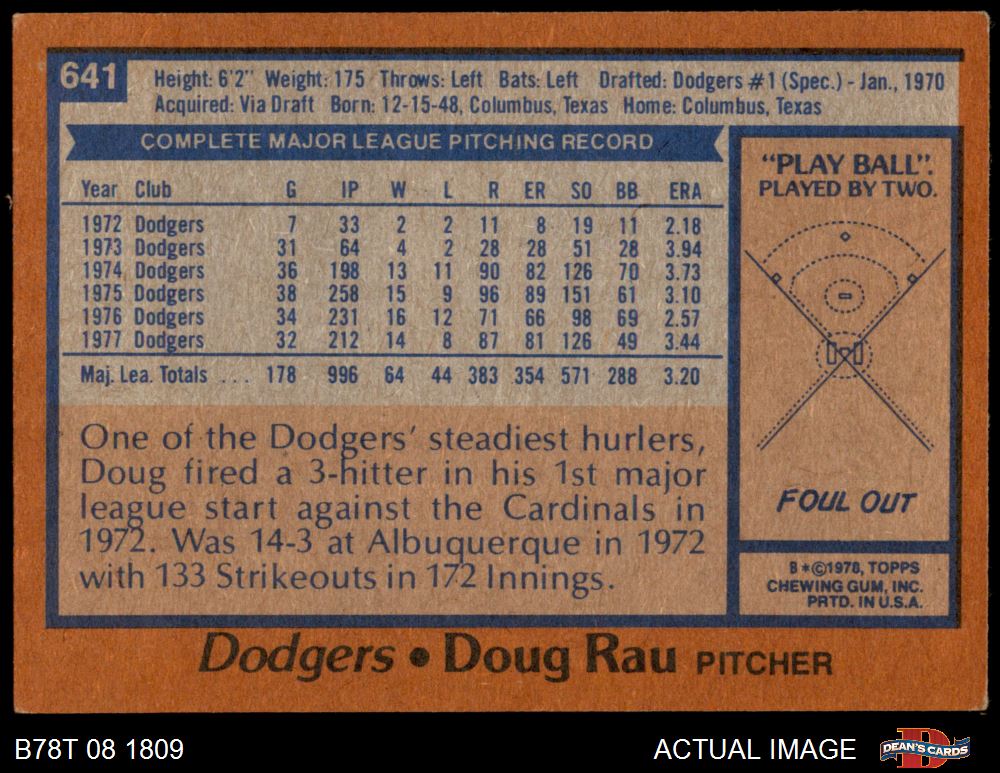 641
Height: 6'2" Weight: 175 Throws: Left Bats: Left Drafted: Dodgers #1 (Spec.) - Jan., 1970
Acquired: Via Draft Born: 12-15-48, Columbus, Texas Home: Columbus, Texas
COMPLETE MAJOR LEAGUE PITCHING RECORD
Year Club G IP W L R ER SO BB ERA
1972 Dodgers 7 33 2 2 11 8 19 11 2.18
1973 Dodgers 31 64 4 2 28 28 51 28 3.94
1974 Dodgers 36 198 13 11 90 82 126 70 3.73
1975 Dodgers 38 258 15 9 96 89 151 61 3.10
1976 Dodgers 34 231 16 12 71 66 98 69 2.57
1977 Dodgers 32 212 14 8 87 81 126 49 3.44
Maj. Lea. Totals ... 178 996 64 44 383 354 571 288 3.20
One of the Dodgers' steadiest hurlers,
Doug fired a 3-hitter in his 1st major
league start against the Cardinals in
1972. Was 14-3 at Albuquerque in 1972
with 133 Strikeouts in 172 Innings.
"PLAY BALL".
PLAYED BY TWO.
FOUL OUT
B*©1978, TOPPS
CHEWING GUM, INC.
PRTD. IN U.S.A.
Dodgers • Doug Rau PITCHER
B78T 08 1809
ACTUAL IMAGE
DEAN'S CARDS